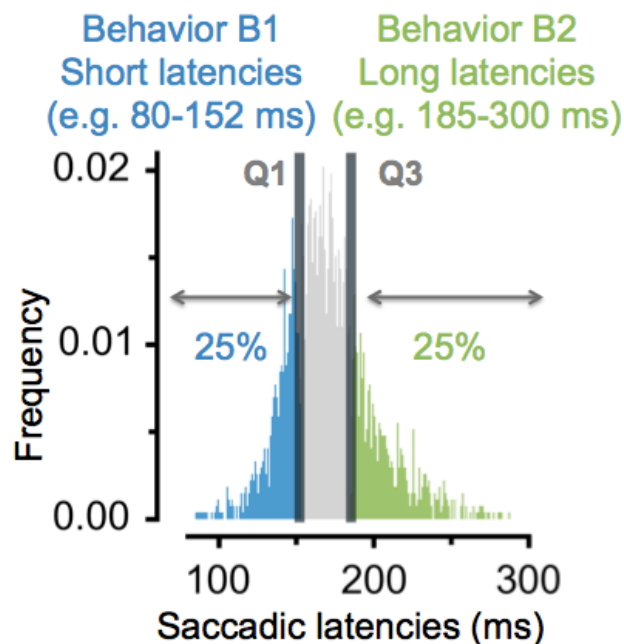 Behavior B1
Short latencies
(e.g. 80-152 ms)
Behavior B2
Long latencies
(e.g. 185-300 ms)
Q1
Q3
0.02
0.01
0.00
Frequency
25%
25%
100
200
300
Saccadic latencies (ms)